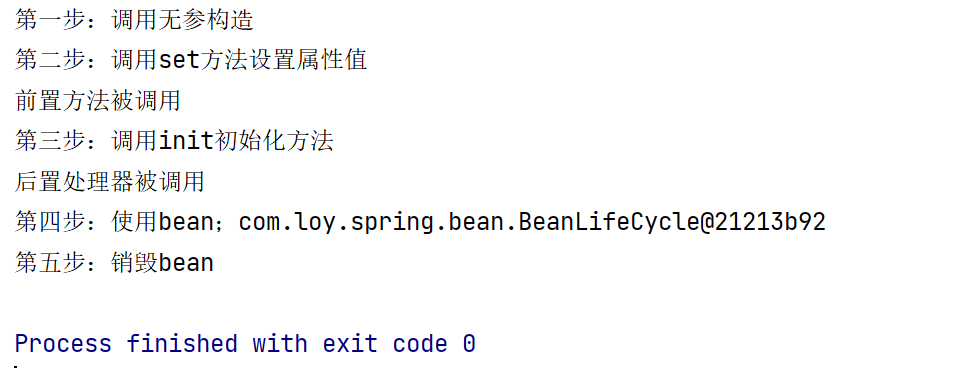 第一步：调用无参构造
第二步：调用set方法设置属性值
前置方法被调用
第三步：调用init初始化方法
后置处理器被调用
第四步：使用bean；com.loy.spring.bean.BeanLifeCycle@21213b92
第五步：销毁bean
Process finished with exit code 0